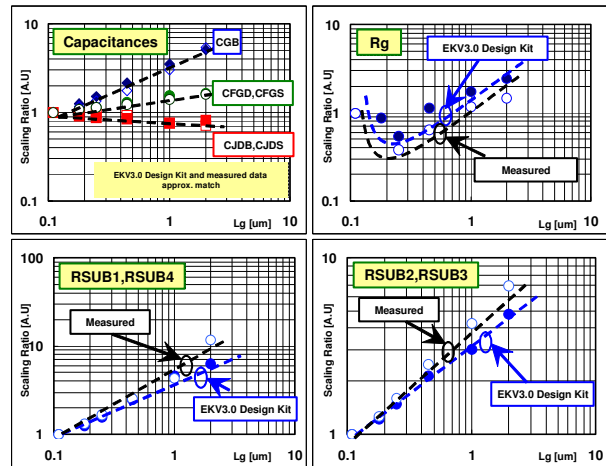 Capacitances
CGB
CFGD,CFGS
CJDB,CJDS
EKV3.0 Design Kit and measured data
approx. match
Scaling Ratio [A.U]
10
1
0.1
0.1
1
10
Lg [um]
Rg
EKV3.0 Design Kit
Measured
Scaling Ratio [A.U]
10
1
0.1
0.1
1
10
Lg [um]
RSUB1,RSUB4
Measured
EKV3.0 Design Kit
Scaling Ratio [A.U]
100
10
1
0.1
1
10
Lg [um]
RSUB2,RSUB3
Measured
EKV3.0 Design Kit
Scaling Ratio [A.U]
10
1
0.1
1
10
Lg [um]